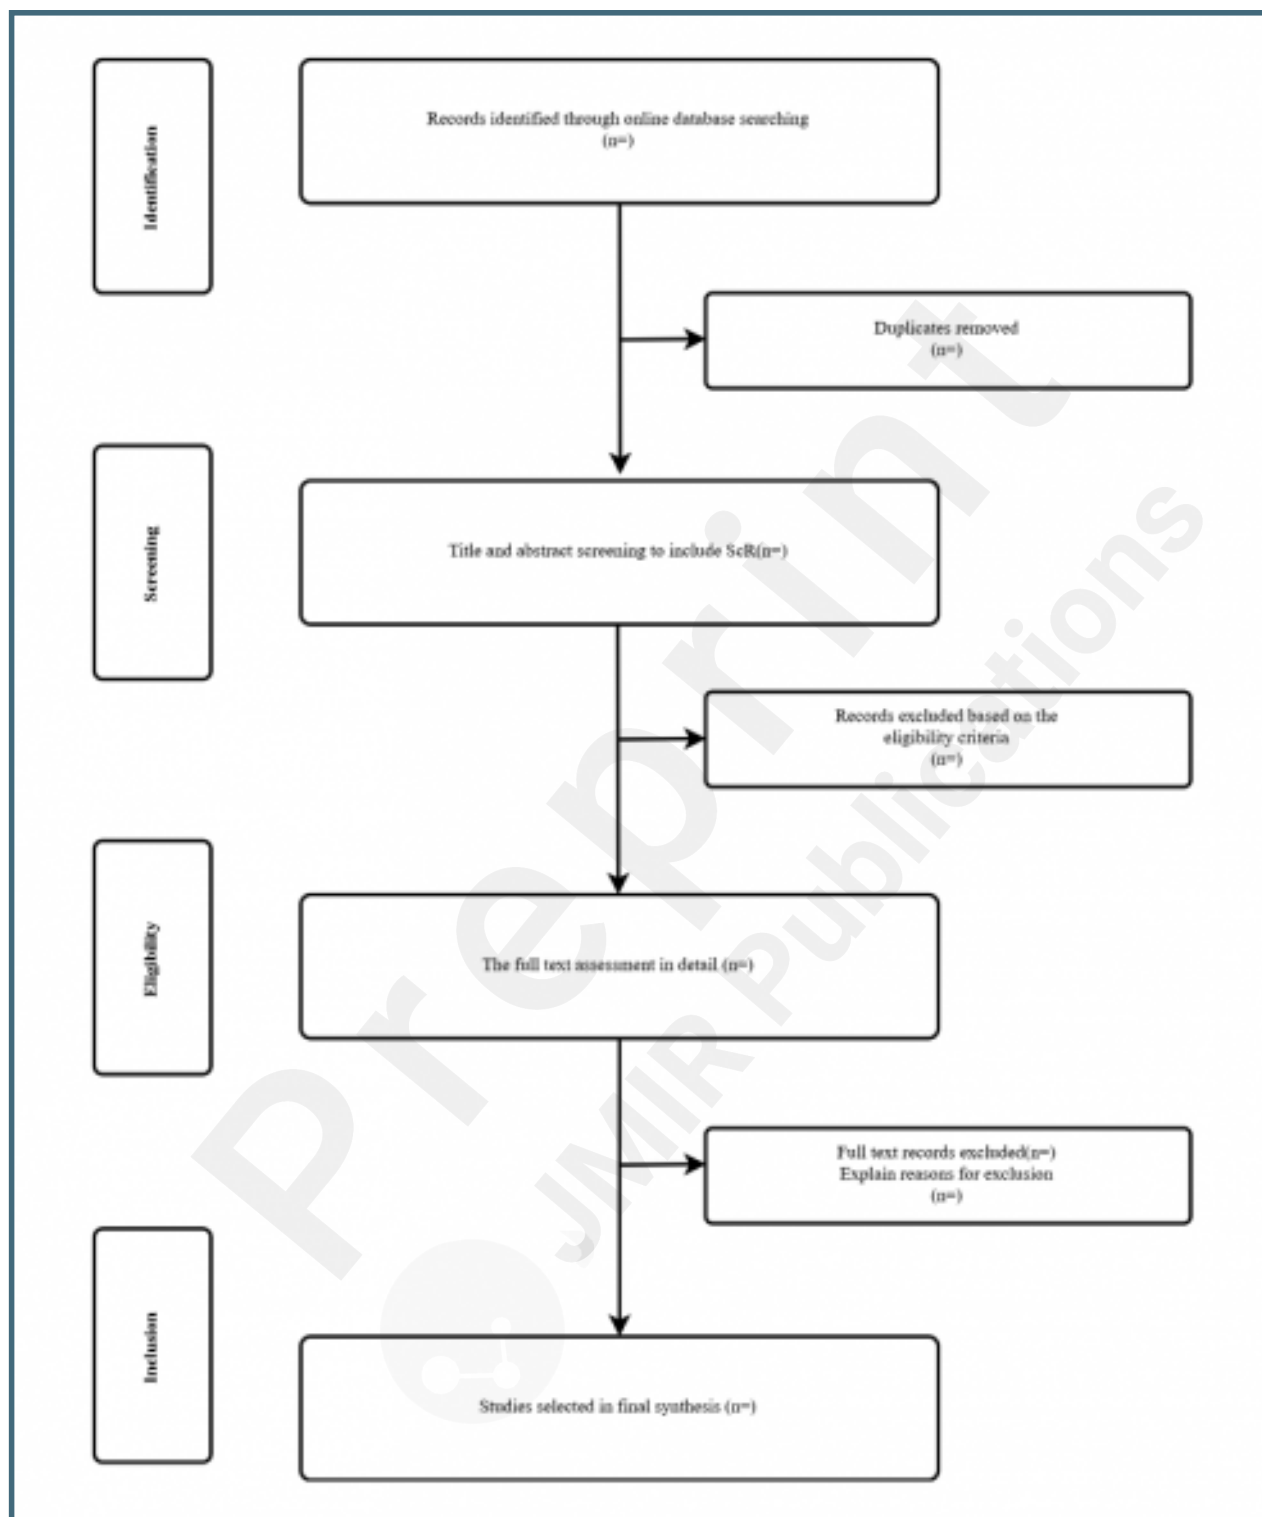 Identification
Records identified through online database searching
(n=)
Duplicates removed
(n=)
Screening
Title and abstract screening to include ScR(n=)
Records excluded based on the
eligibility criteria
(n=)
Eligibility
The full text assessment in detail (n=)
Full text records excluded(n=)
Explain reasons for exclusion
(n=)
Inclusion
Studies selected in final synthesis (n=)
Preprint
JMIR Publications